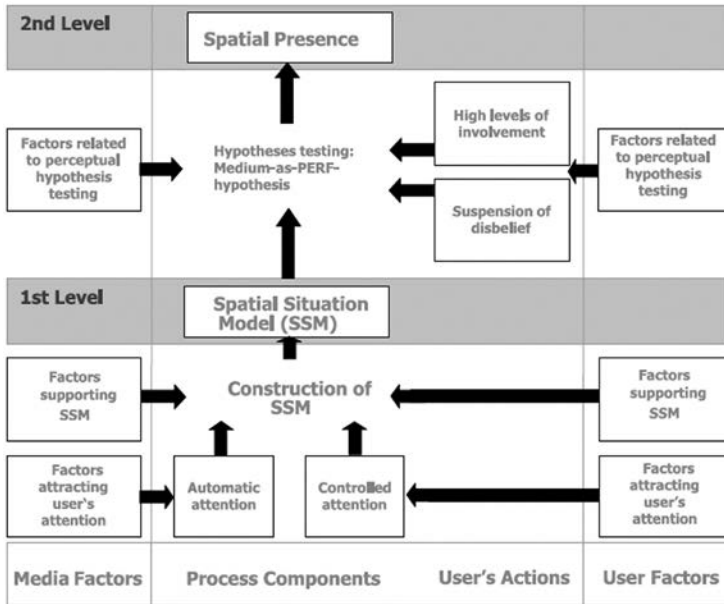 2nd Level
Spatial Presence
Factors related
to perceptual
hypothesis
testing
Hypotheses testing:
Medium-as-PERF-
hypothesis
High levels of
involvement
Suspension of
disbelief
Factors related
to perceptual
hypothesis
testing
1st Level
Spatial Situation
Model (SSM)
Factors
supporting
SSM
Construction of
SSM
Factors
supporting
SSM
Factors
attracting
user's
attention
Automatic
attention
Controlled
attention
Factors
attracting
user's
attention
Media Factors
Process Components
User's Actions
User Factors